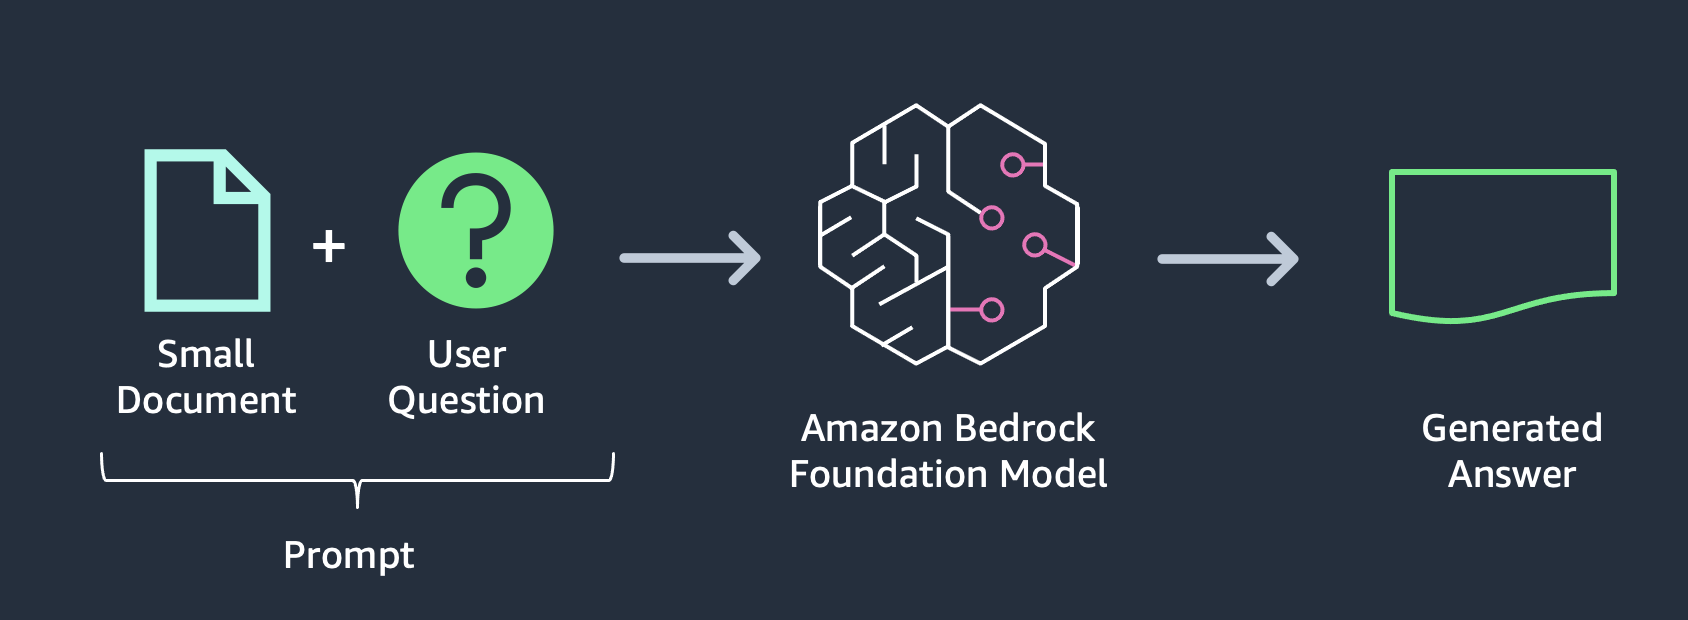 +
?
Small
Document
User
Question
Prompt
Amazon Bedrock
Foundation Model
Generated
Answer